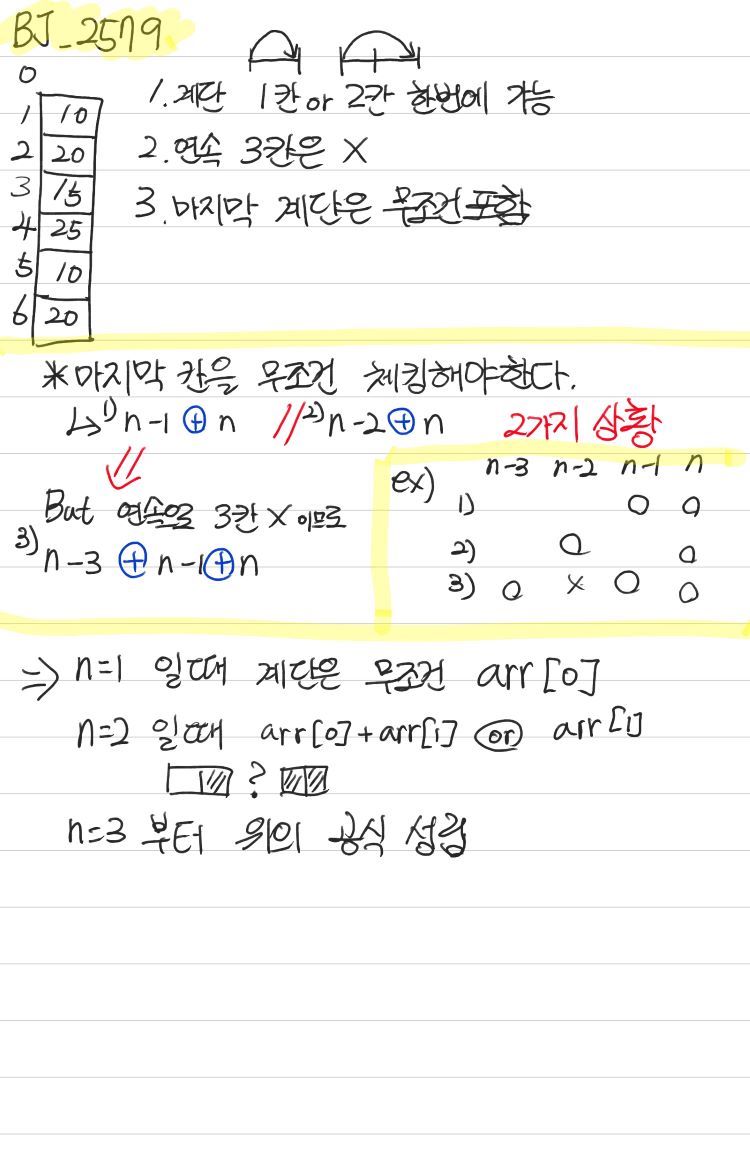 BJ_2579
0
1 10
2 20
3 15
4 25
5 10
6 20
1. 계단 1칸 or 2칸 한번에 가능
2. 연속 3칸은 X
3. 마지막 계단은 무조건 포함
*마지막 칸을 무조건 체킹해야한다.
↳ 1) n-1 ⊕ n // 2) n-2 ⊕ n 2가지 상황
But 연속으로 3칸 X 이므로
3) n-3 ⊕ n-1 ⊕ n
ex) n-3 n-2 n-1 n
1) O O
2) O O
3) O X O O
⇒ n=1 일때 계단은 무조건 arr[0]
n=2 일때 arr[0]+arr[1] or arr[1]
?
n=3 부터 위의 공식 성립